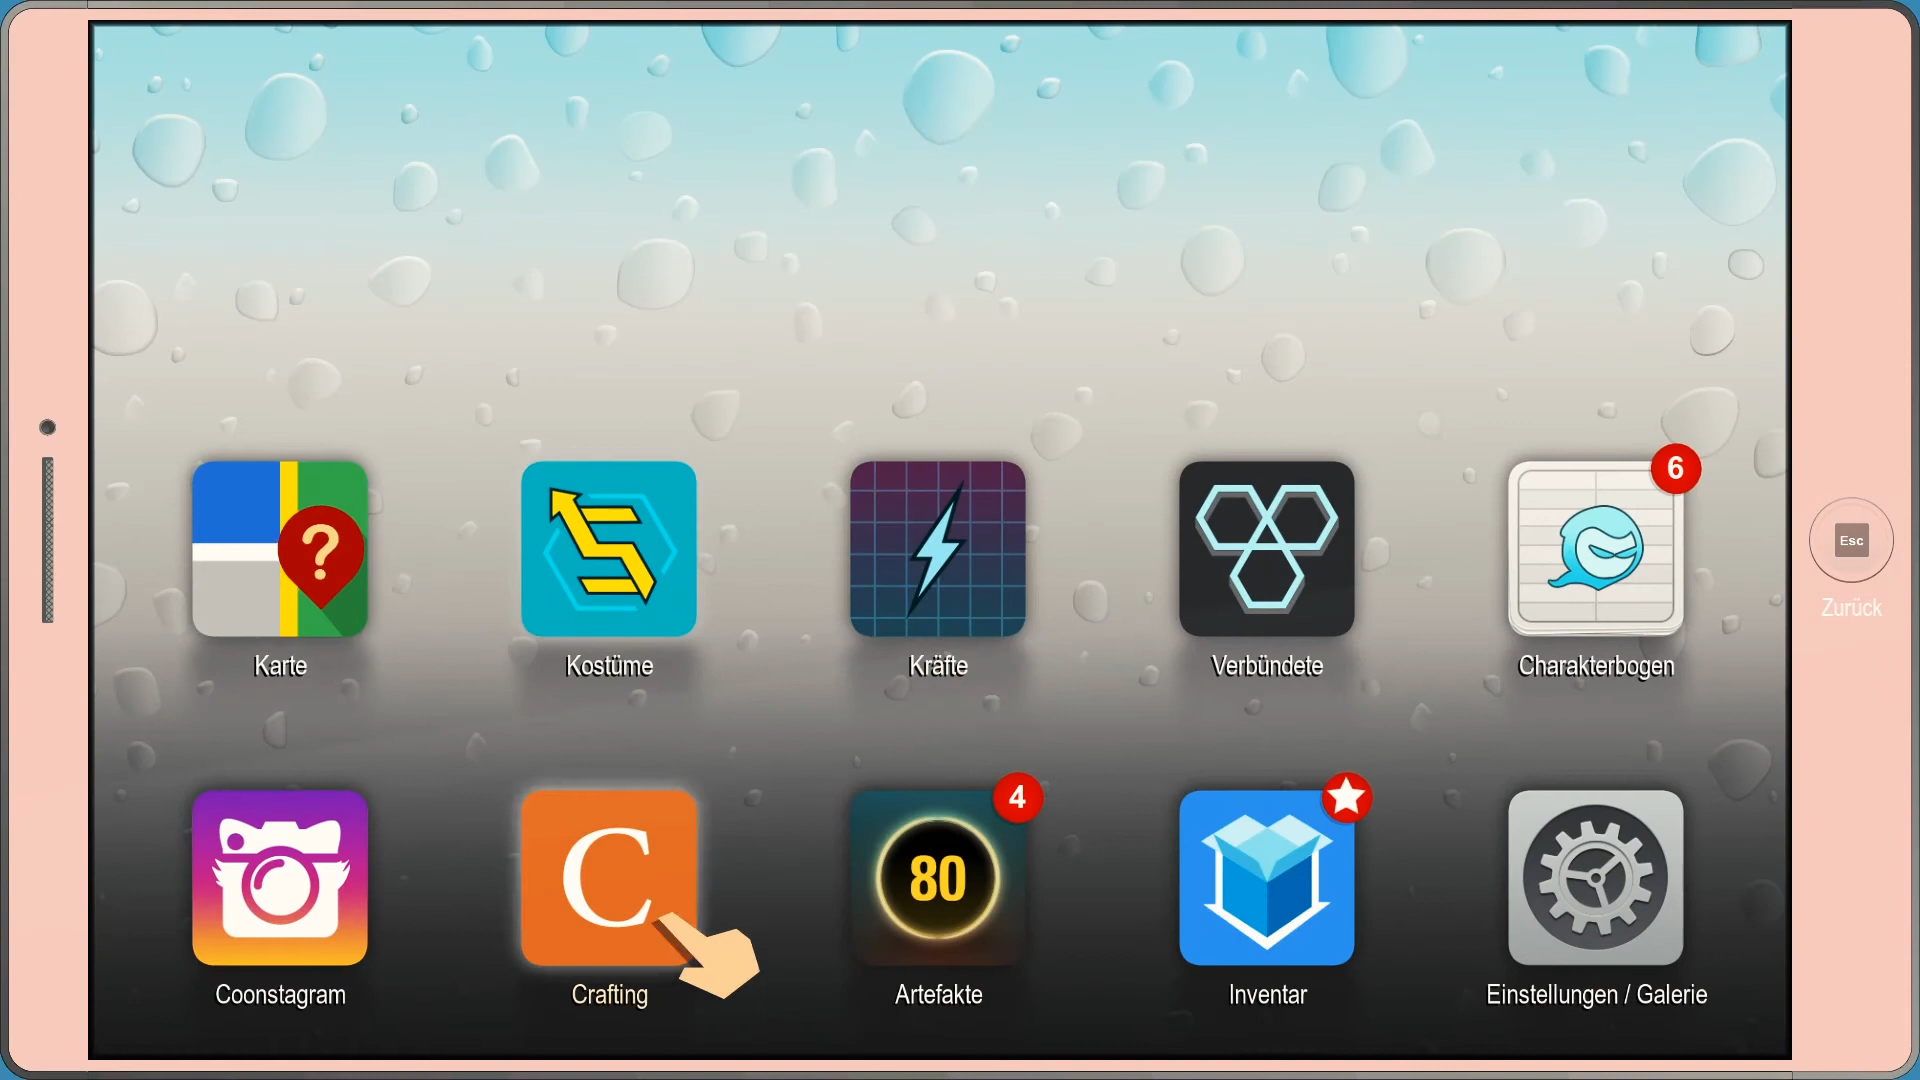 6
?
Esc
Zurück
Karte
Kostüme
Kräfte
Verbündete
Charakterbogen
4
C
80
Coonstagram
Crafting
Artefakte
Inventar
Einstellungen / Galerie